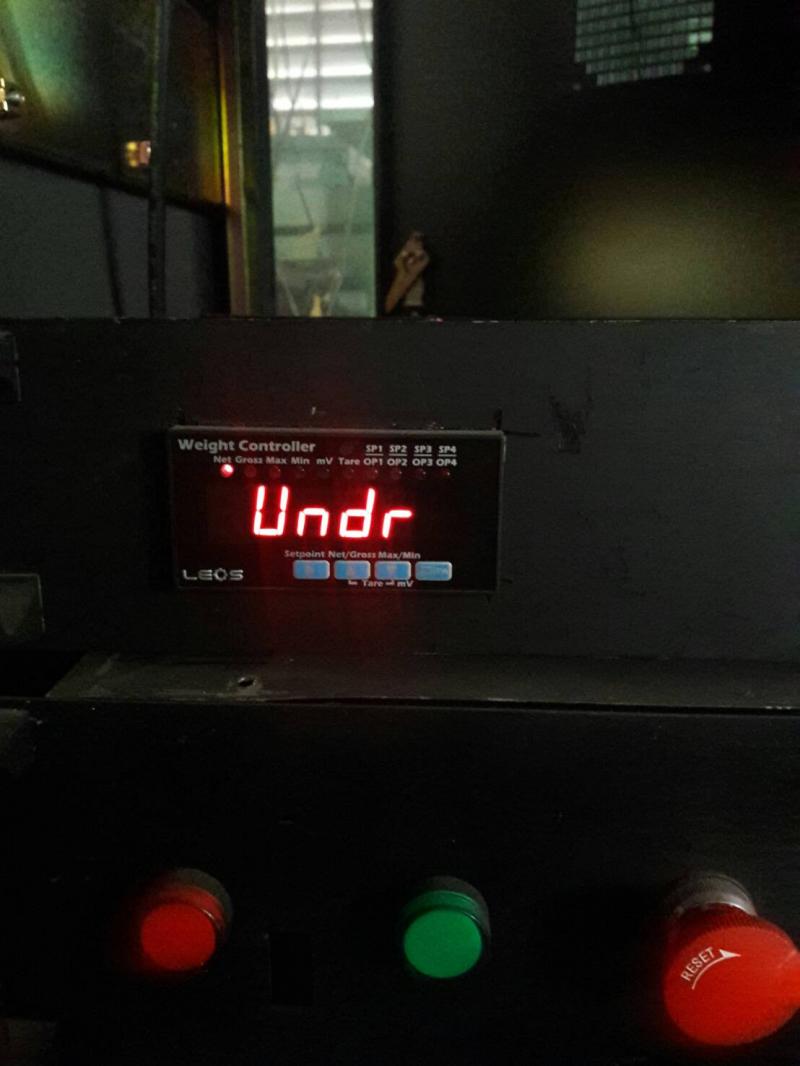 Weight Controller
SP1 SP2 SP3 SP4
Net Gross Max Min mV Tare OP1 OP2 OP3 OP4
Undr
Setpoint Net/Gross Max/Min
LEOS
Tare mV
RESET